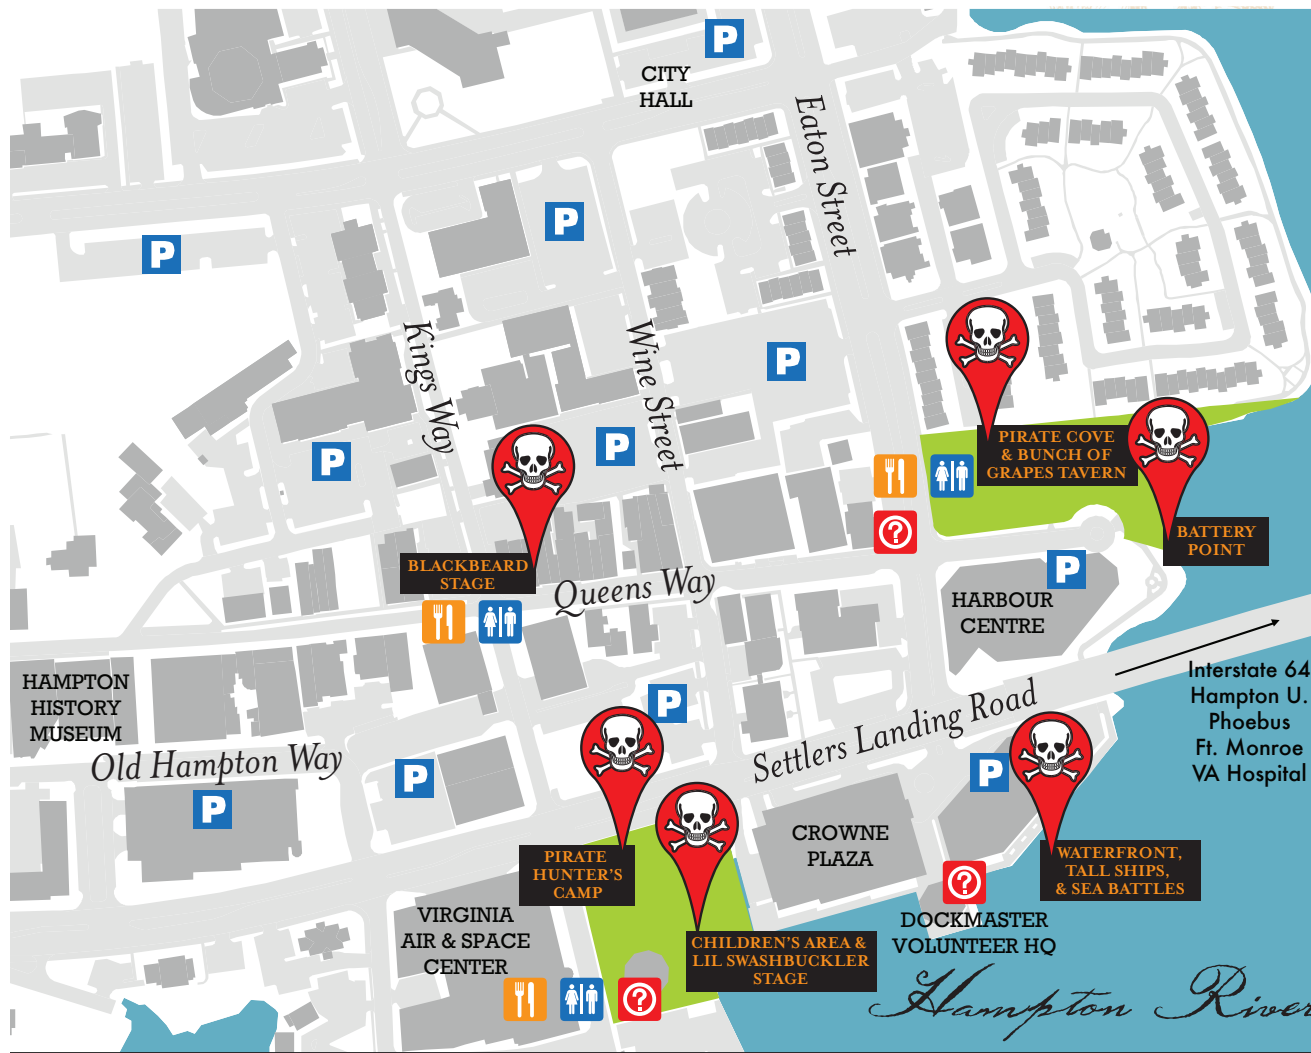 P
CITY
HALL
Eaton Street
P
P
Kings Way
Wine Street
P
P
P
PIRATE COVE
& BUNCH OF
GRAPES TAVERN
?
BATTERY
POINT
BLACKBEARD
STAGE
Queens Way
P
HARBOUR
CENTRE
HAMPTON
HISTORY
MUSEUM
Interstate 64
Hampton U.
Phoebus
Ft. Monroe
VA Hospital
P
Settlers Landing Road
Old Hampton Way
P
P
P
CROWNE
PLAZA
PIRATE
HUNTER'S
CAMP
WATERFRONT,
TALL SHIPS,
& SEA BATTLES
?
DOCKMASTER
VOLUNTEER HQ
VIRGINIA
AIR & SPACE
CENTER
CHILDREN'S AREA &
LIL SWASHBUCKLER
STAGE
?
Hampton River